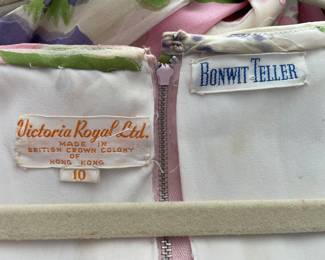 Victoria Royal Ltd.
MADE IN
BRITISH CROWN COLONY
OF
HONG KONG
10
BONWIT TELLER